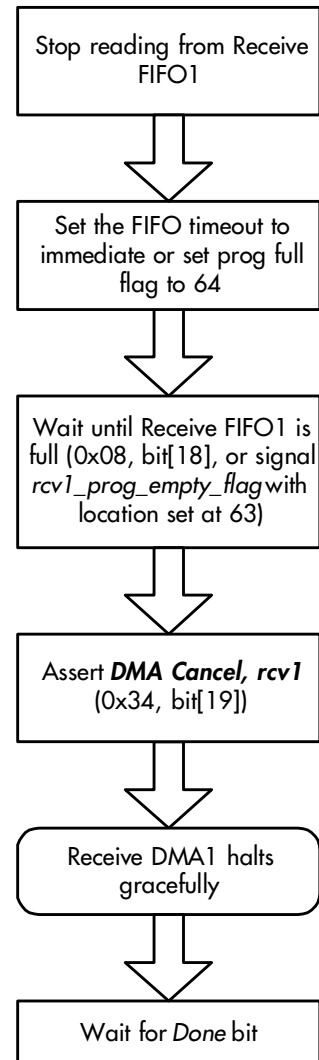 Stop reading from Receive
FIFO1
Set the FIFO timeout to
immediate or set prog full
flag to 64
Wait until Receive FIFO1 is
full (0x08, bit[18], or signal
rcv1_prog_empty_flag with
location set at 63)
Assert DMA Cancel, rcv1
(0x34, bit[19])
Receive DMA1 halts
gracefully
Wait for Done bit